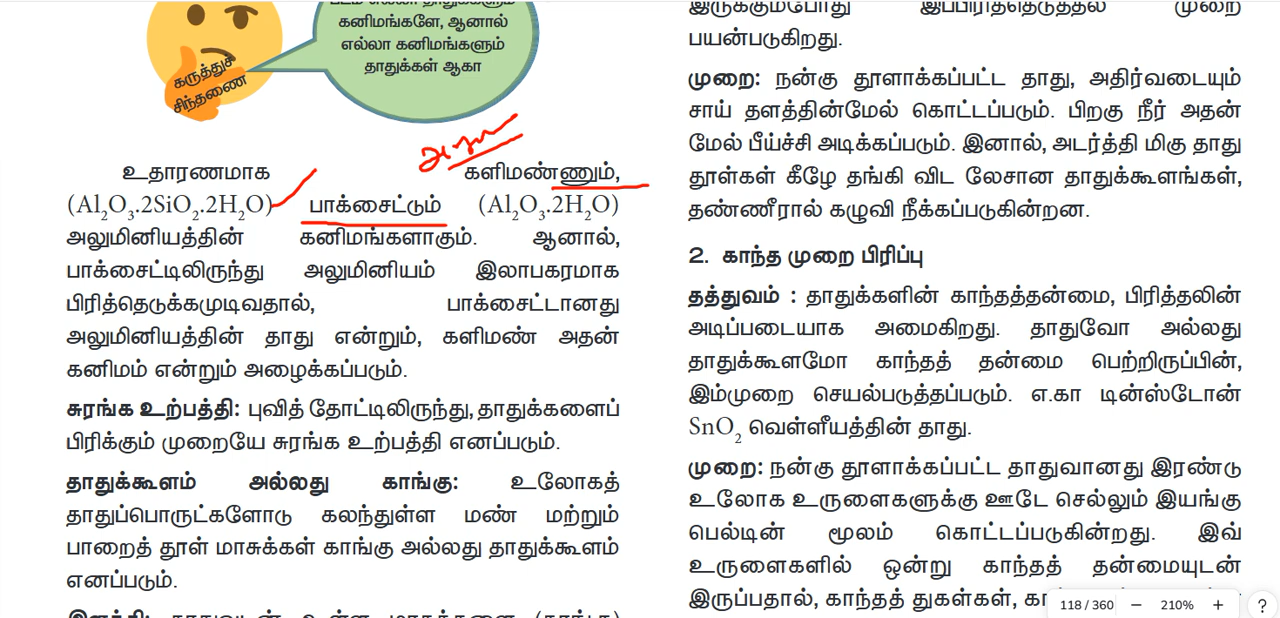 கனிமங்களே, ஆனால்
எல்லா கனிமங்களும்
தாதுக்கள் ஆகா
கருத்துச்
சிந்தனை
உதாரணமாக களிமண்ணும்,
(Al₂O₃.2SiO₂.2H₂O) பாக்சைட்டும் (Al₂O₃.2H₂O)
அலுமினியத்தின் கனிமங்களாகும். ஆனால்,
பாக்சைட்டிலிருந்து அலுமினியம் இலாபகரமாக
பிரித்தெடுக்கமுடிவதால், பாக்சைட்டானது
அலுமினியத்தின் தாது என்றும், களிமண் அதன்
கனிமம் என்றும் அழைக்கப்படும்.
சுரங்க உற்பத்தி: புவித் தோட்டிலிருந்து, தாதுக்களைப்
பிரிக்கும் முறையே சுரங்க உற்பத்தி எனப்படும்.
தாதுக்கூளம் அல்லது காங்கு: உலோகத்
தாதுப்பொருட்களோடு கலந்துள்ள மண் மற்றும்
பாறைத் தூள் மாசுக்கள் காங்கு அல்லது தாதுக்கூளம்
எனப்படும்.
இருக்கும்போது இப்பிரித்தெடுத்தல் முறை
பயன்படுகிறது.
முறை: நன்கு தூளாக்கப்பட்ட தாது, அதிர்வடையும்
சாய் தளத்தின்மேல் கொட்டப்படும். பிறகு நீர் அதன்
மேல் பீய்ச்சி அடிக்கப்படும். இனால், அடர்த்தி மிகு தாது
தூள்கள் கீழே தங்கி விட லேசான தாதுக்கூளங்கள்,
தண்ணீரால் கழுவி நீக்கப்படுகின்றன.
2. காந்த முறை பிரிப்பு
தத்துவம் : தாதுக்களின் காந்தத்தன்மை, பிரித்தலின்
அடிப்படையாக அமைகிறது. தாதுவோ அல்லது
தாதுக்கூளமோ காந்தத் தன்மை பெற்றிருப்பின்,
இம்முறை செயல்படுத்தப்படும். எ.கா டின்ஸ்டோன்
SnO₂ வெள்ளீயத்தின் தாது.
முறை: நன்கு தூளாக்கப்பட்ட தாதுவானது இரண்டு
உலோக உருளைகளுக்கு ஊடே செல்லும் இயங்கு
பெல்டின் மூலம் கொட்டப்படுகின்றது. இவ்
உருளைகளில் ஒன்று காந்தத் தன்மையுடன்
இருப்பதால், காந்தத் துகள்கள்,
118 / 360 − 210% + ?